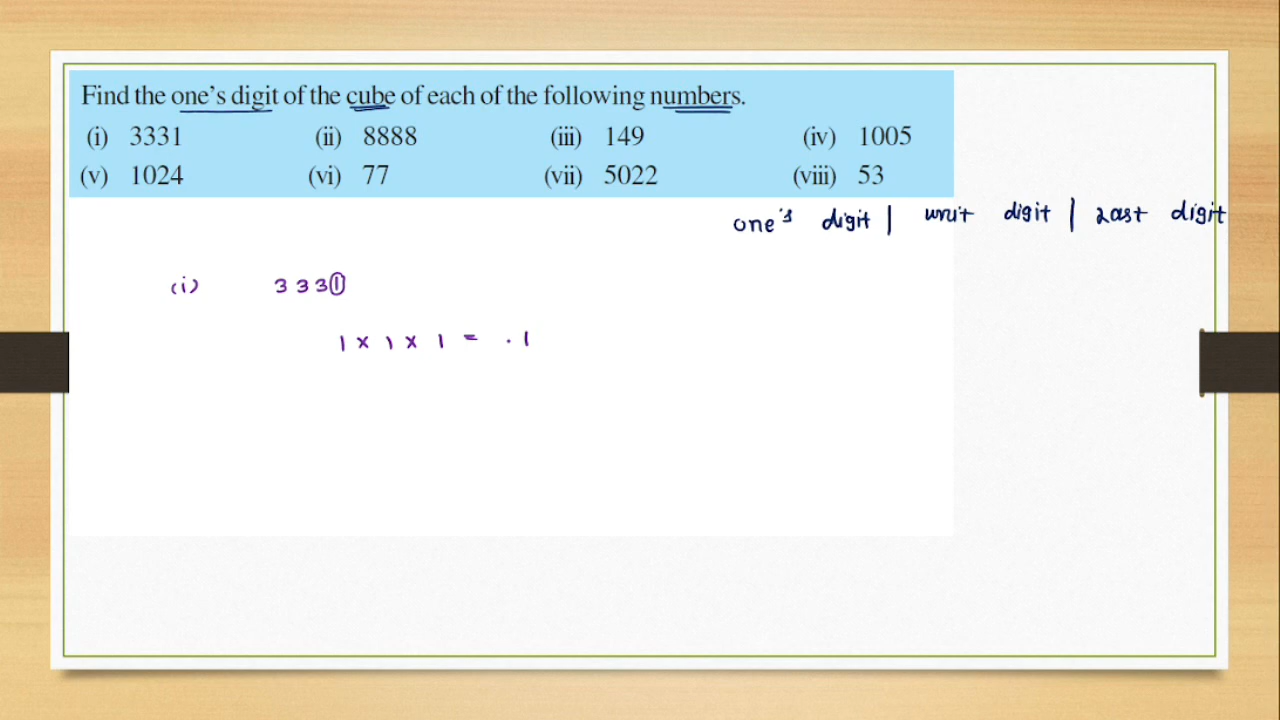 Find the one's digit of the cube of each of the following numbers.
(i) 3331 (ii) 8888 (iii) 149 (iv) 1005
(v) 1024 (vi) 77 (vii) 5022 (viii) 53
one's digit | unit digit | Last digit
(i) 3331
1 x 1 x 1 = . 1